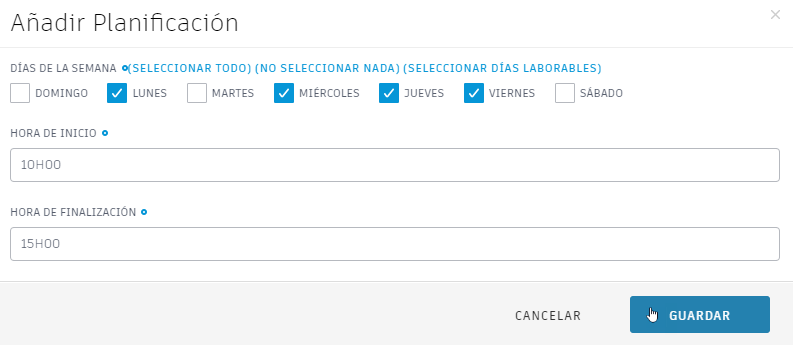 Añadir Planificación
DÍAS DE LA SEMANA (SELECCIONAR TODO) (NO SELECCIONAR NADA) (SELECCIONAR DÍAS LABORABLES)
DOMINGO LUNES MARTES MIÉRCOLES JUEVES VIERNES SÁBADO
HORA DE INICIO
10H00
HORA DE FINALIZACIÓN
15H00
CANCELAR GUARDAR